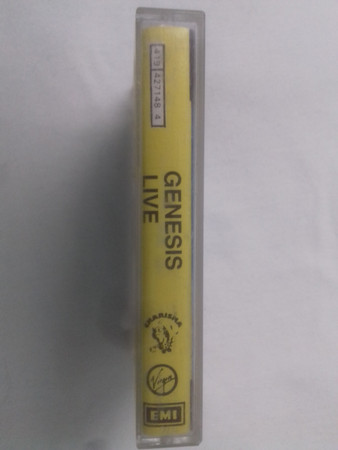 419 427148 4
GENESIS
LIVE
CHARISMA
Virgin
EMI